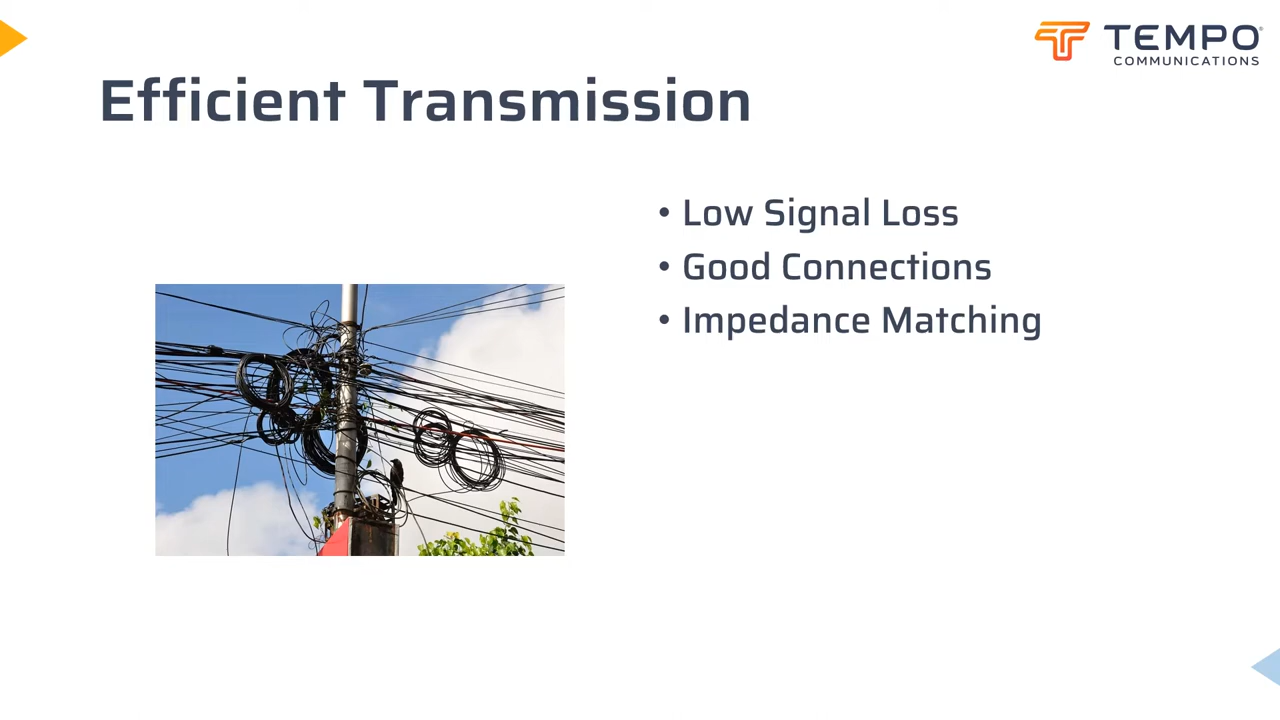 TEMPO
COMMUNICATIONS
Efficient Transmission
• Low Signal Loss
• Good Connections
• Impedance Matching